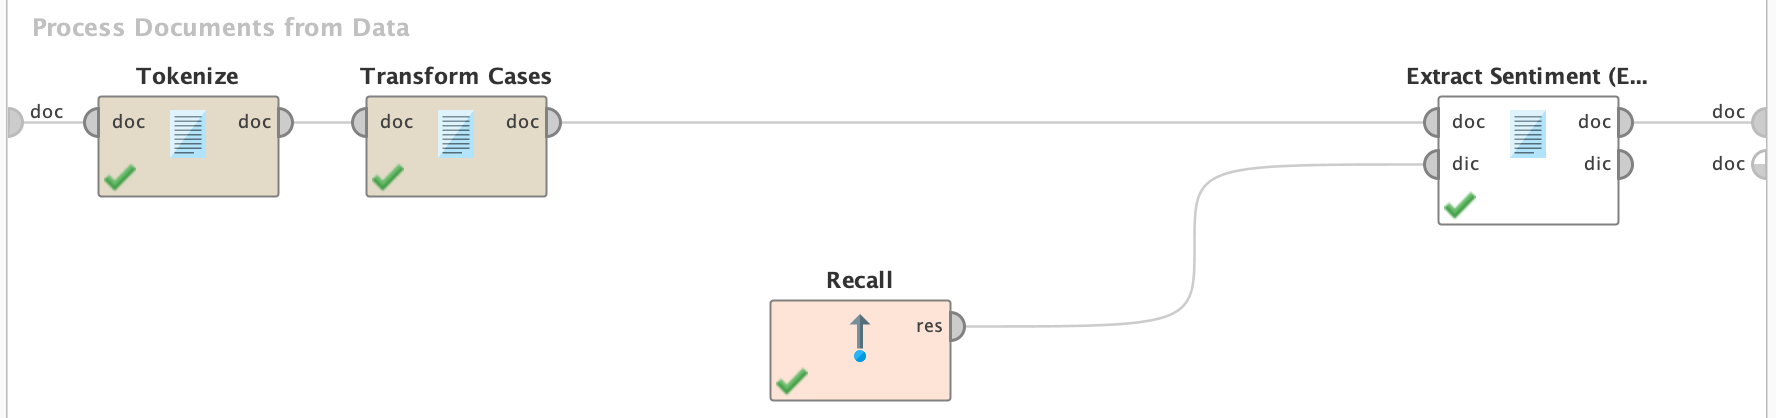 Process Documents from Data
Tokenize
Transform Cases
Extract Sentiment (E...
doc
doc
doc
doc
doc
doc
doc
doc
dic
dic
doc
Recall
res